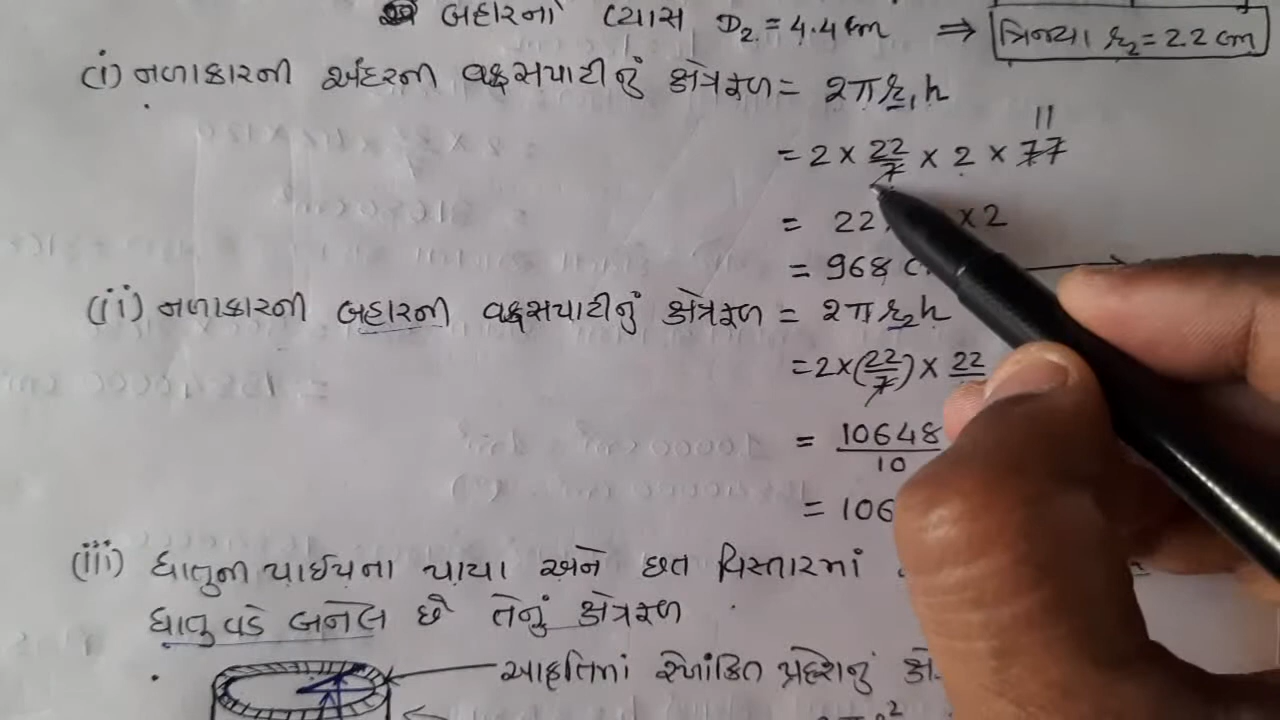 બહારનો વ્યાસ D₂ = 4.4 cm ⇒ ત્રિજ્યા r₂ = 2.2 cm
(i) નળાકારની અંદરની વક્રસપાટીનું ક્ષેત્રફળ = 2πr₁h
= 2 × 22/7 × 2 × 77 11
= 22 × 2
= 968 c
(ii) નળાકારની બહારની વક્રસપાટીનું ક્ષેત્રફળ = 2πr₂h
= 2 × (22/7) × 22
= 10648/10
= 106
(iii) ધાતુના પાઈપના પાયા અને છત વિસ્તારમાં
ધાતુ વડે બનેલ છે તેનું ક્ષેત્રફળ
આકૃતિમાં રેખાંકિત પ્રદેશનું